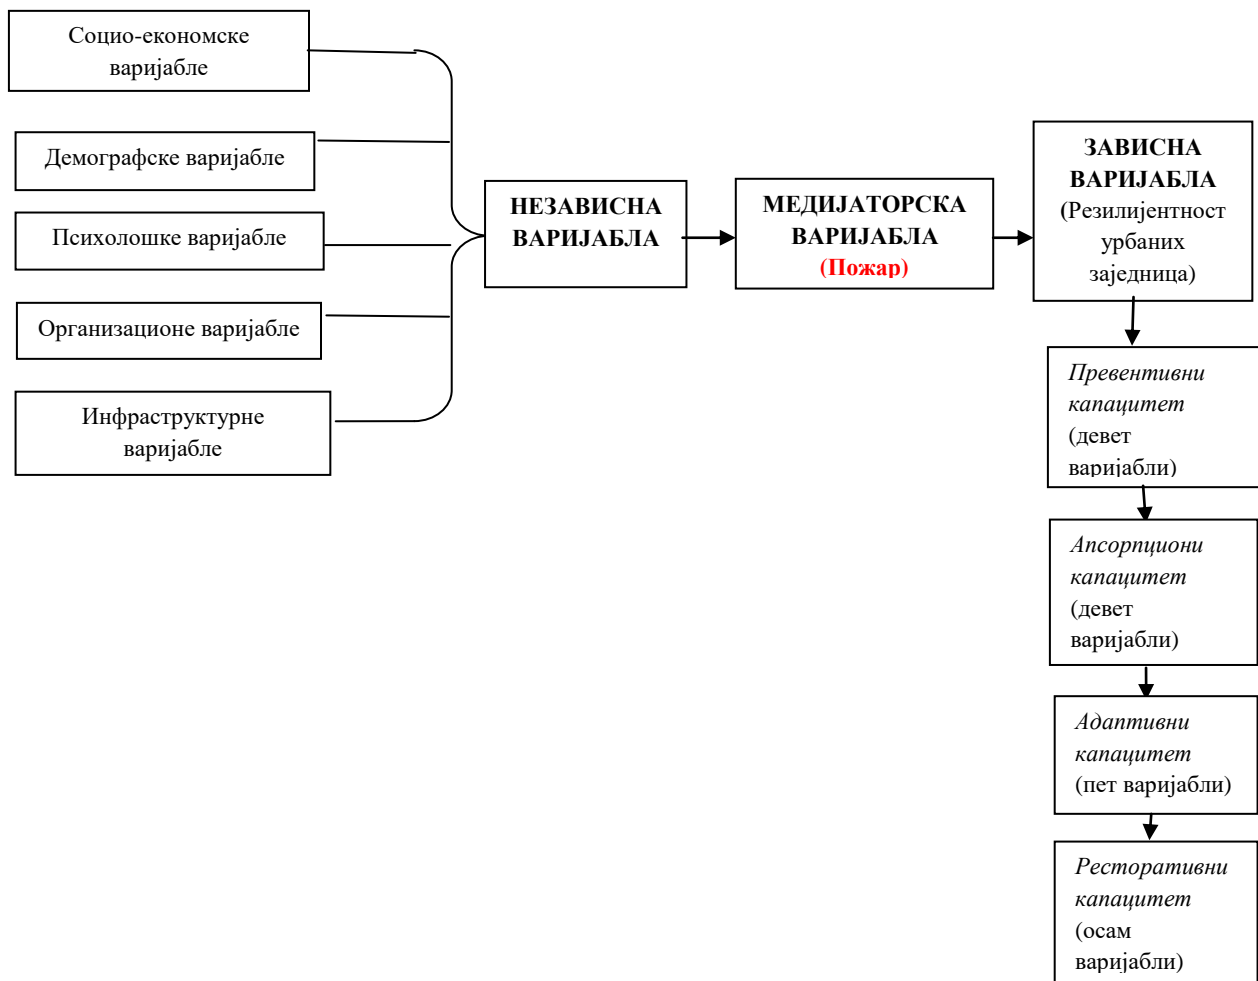 Социо-економске
варијабле
Демографске варијабле
Психолошке варијабле
Организационе варијабле
Инфраструктурне
варијабле
НЕЗАВИСНА
ВАРИЈАБЛА
МЕДИЈАТОРСКА
ВАРИЈАБЛА
(Пожар)
ЗАВИСНА
ВАРИЈАБЛА
(Резилијентност
урбаних
заједница)
Превентивни
капацитет
(девет
варијабли)
Апсорпциони
капацитет
(девет
варијабли)
Адаптивни
капацитет
(пет варијабли)
Ресторативни
капацитет
(осам
варијабли)